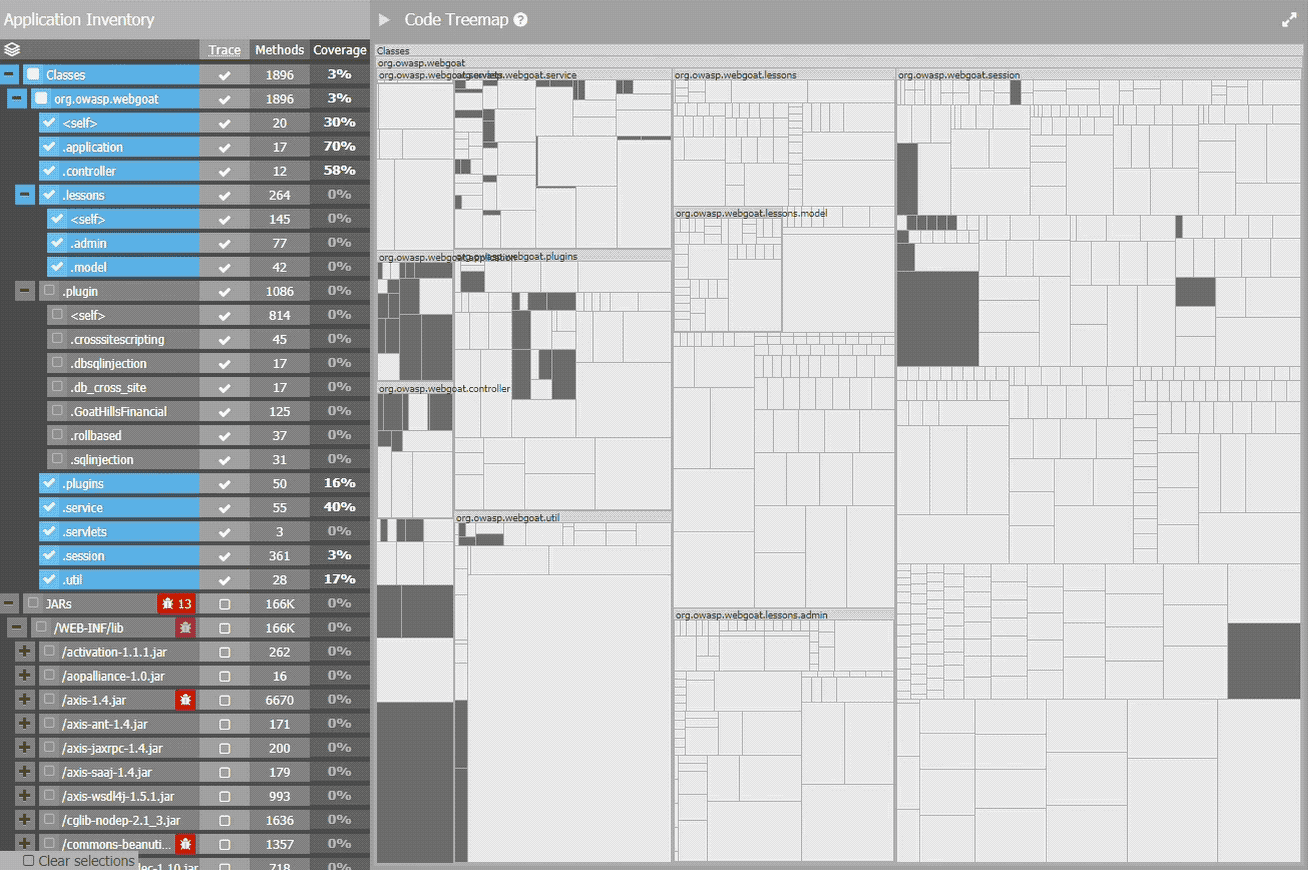 Application Inventory
Trace Methods Coverage
Classes 1896 3%
org.owasp.webgoat 1896 3%
<self> 20 30%
.application 17 70%
.controller 12 58%
.lessons 264 0%
<self> 145 0%
.admin 77 0%
.model 42 0%
.plugin 1086 0%
<self> 814 0%
.crosssitescripting 45 0%
.dbsqlinjection 17 0%
.db_cross_site 17 0%
.GoatHillsFinancial 125 0%
.rollbased 37 0%
.sqlinjection 31 0%
.plugins 50 16%
.service 55 40%
.servlets 3 0%
.session 361 3%
.util 28 17%
JARs 13 166K 0%
/WEB-INF/lib 166K 0%
/activation-1.1.1.jar 262 0%
/aopalliance-1.0.jar 16 0%
/axis-1.4.jar 6670 0%
/axis-ant-1.4.jar 171 0%
/axis-jaxrpc-1.4.jar 200 0%
/axis-saaj-1.4.jar 179 0%
/axis-wsdl4j-1.5.1.jar 993 0%
/cglib-nodep-2.1_3.jar 1636 0%
/commons-beanuti... 1357 0%
lec-1.10.jar 718 0%
Clear selections
Code Treemap ?
Classes
org.owasp.webgoat
org.owasp.webgoat.servlets
org.owasp.webgoat.service
org.owasp.webgoat.lessons
org.owasp.webgoat.session
org.owasp.webgoat.lessons.model
org.owasp.webgoat.application
org.owasp.webgoat.plugins
org.owasp.webgoat.controller
org.owasp.webgoat.util
org.owasp.webgoat.lessons.admin